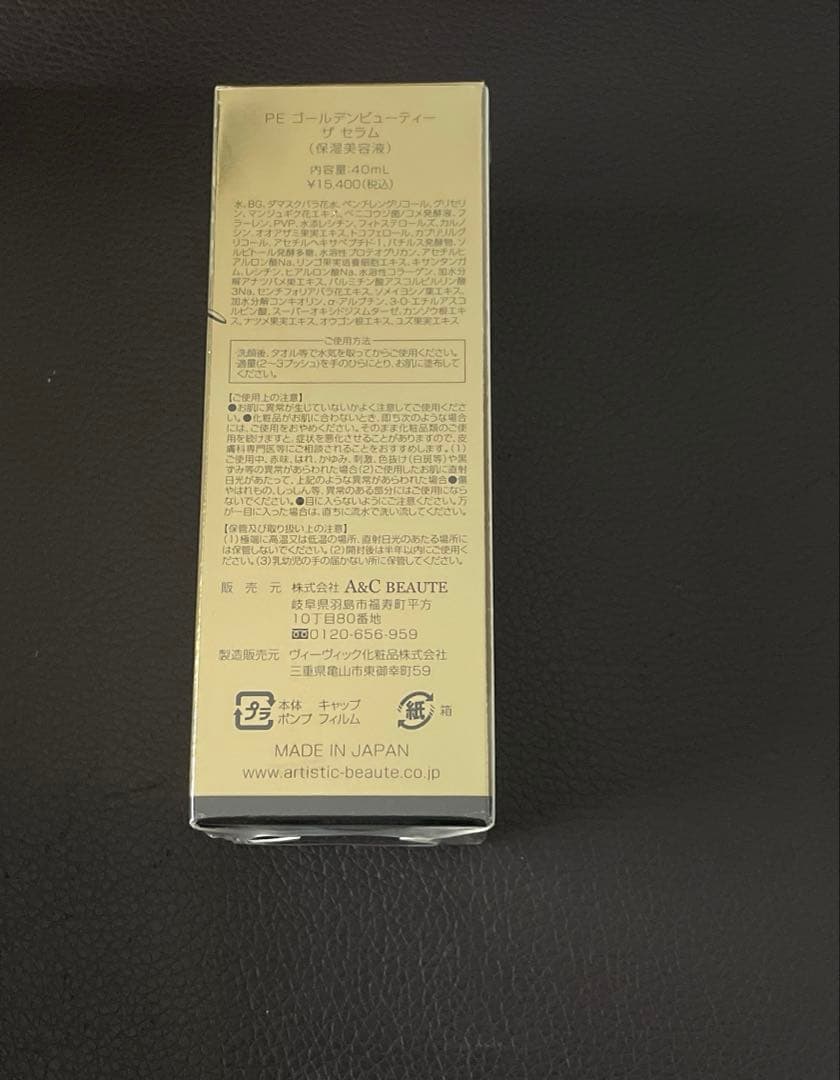 PE ゴールデンビューティー
ザ セラム
(保湿美容液)
内容量:40mL
¥15,400(税込)
水、BG、ダマスクバラ花水、ペンチレングリコール、グリセリ
ン、マンジュギク花エキス、ベニコウジ菌/コメ発酵液、フ
ラーレン、PVP、水添レシチン、フィトステロールズ、カルノ
シン、オオアザミ果実エキス、トコフェロール、カプリリルグ
リコール、アセチルヘキサペプチド-1、バチルス発酵物、ソ
ルビトール発酵多糖、水溶性プロテオグリカン、アセチルヒ
アルロン酸Na、リンゴ果実培養細胞エキス、キサンタンガ
ム、レシチン、ヒアルロン酸Na、水溶性コラーゲン、加水分
解アナツバメ巣エキス、パルミチン酸アスコルビルリン酸
3Na、センチフォリアバラ花エキス、ソメイヨシノ葉エキス、
加水分解コンキオリン、α-アルブチン、3-O-エチルアスコ
ルビン酸、スーパーオキシドジスムターゼ、カンゾウ根エキ
ス、ナツメ果実エキス、オウゴン根エキス、ユズ果実エキス
ご使用方法
洗顔後、タオル等で水気を取ってからご使用ください。
適量(2〜3プッシュ)を手のひらにとり、お肌に塗布して
ください。
【ご使用上の注意】
●お肌に異常が生じていないかよく注意してご使用くださ
い。●化粧品がお肌に合わないとき、即ち次のような場合
には、ご使用をおやめください。そのまま化粧品類のご使
用を続けますと、症状を悪化させることがありますので、皮
膚科専門医等にご相談されることをおすすめします。(1)
ご使用中、赤味、はれ、かゆみ、刺激、色抜け(白斑等)や黒
ずみ等の異常があらわれた場合(2)ご使用したお肌に直射
日光があたって、上記のような異常があらわれた場合●傷
やはれもの、しっしん等、異常のある部分にはご使用になら
ないでください。●目に入らないようにご注意ください。万
が一目に入った場合は、直ちに流水で洗い流してください。
【保管及び取り扱い上の注意】
(1)極端に高温又は低温の場所、直射日光のあたる場所に
は保管しないでください。(2)開封後は半年以内にご使用く
ださい。(3)乳幼児の手の届かない所に保管してください。
販売元 株式会社 A&C BEAUTE
岐阜県羽島市福寿町平方
10丁目80番地
0120-656-959
製造販売元 ヴィーヴィック化粧品株式会社
三重県亀山市東御幸町59
プラ 本体 キャップ 紙 箱
ポンプ フィルム
MADE IN JAPAN
www.artistic-beaute.co.jp